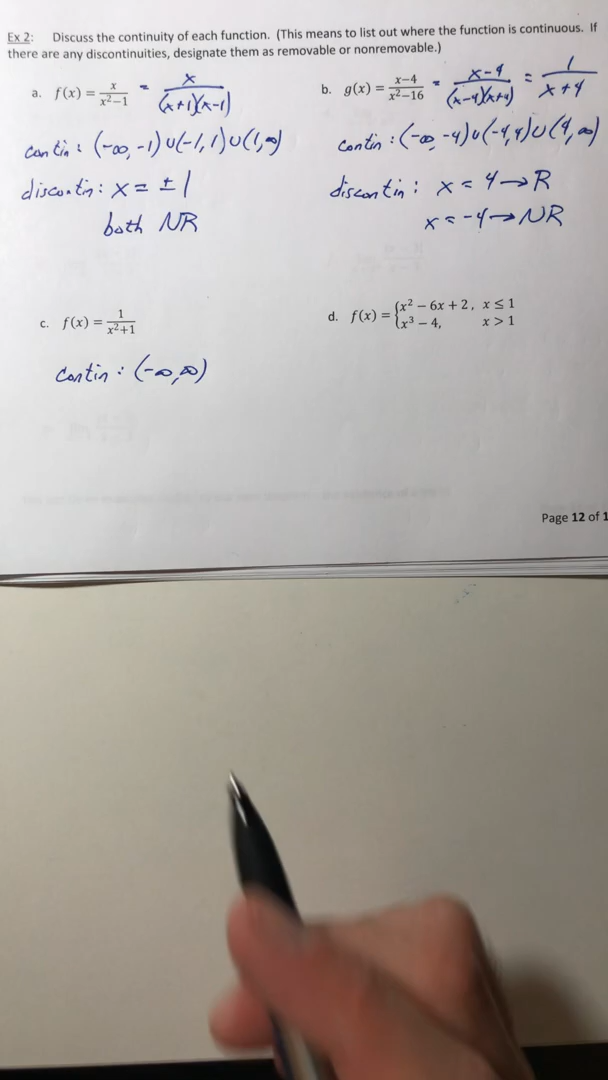 Ex 2: Discuss the continuity of each function. (This means to list out where the function is continuous. If
there are any discontinuities, designate them as removable or nonremovable.)
a. f(x) = x/(x²−1) = x/((x+1)(x-1))
contin : (-∞, -1) ∪ (-1, 1) ∪ (1, ∞)
discontin : x = ±1
both NR
b. g(x) = (x−4)/(x²−16) = (x-4)/((x-4)(x+4)) = 1/(x+4)
contin : (-∞, -4) ∪ (-4, 4) ∪ (4, ∞)
discontin : x = 4 → R
x = -4 → NR
c. f(x) = 1/(x²+1)
contin : (-∞, ∞)
d. f(x) = {x² − 6x + 2, x ≤ 1
x³ − 4, x > 1
Page 12 of 1